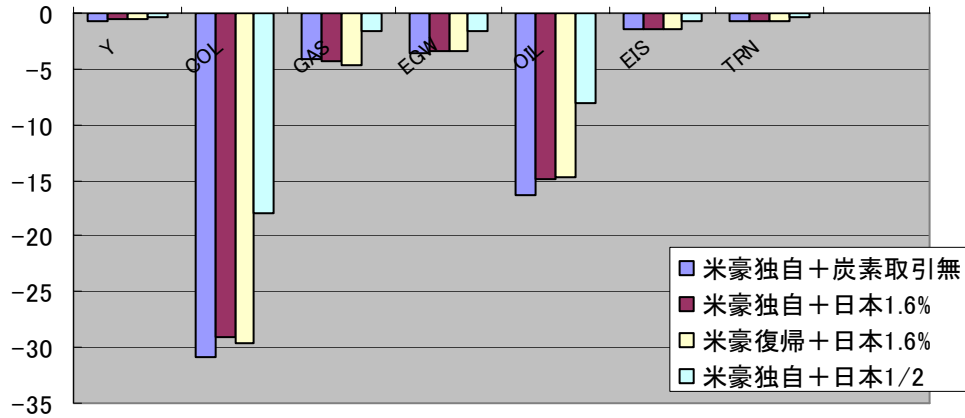 0
-5
-10
-15
-20
-25
-30
-35
Y
COL
GAS
EGW
OIL
EIS
TRN
米豪独自＋炭素取引無
米豪独自＋日本1.6%
米豪復帰＋日本1.6%
米豪独自＋日本1/2